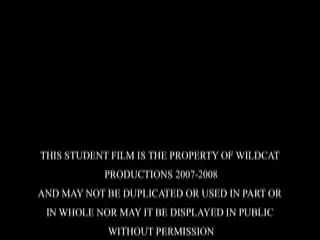 THIS STUDENT FILM IS THE PROPERTY OF WILDCAT
PRODUCTIONS 2007-2008
AND MAY NOT BE DUPLICATED OR USED IN PART OR
IN WHOLE NOR MAY IT BE DISPLAYED IN PUBLIC
WITHOUT PERMISSION